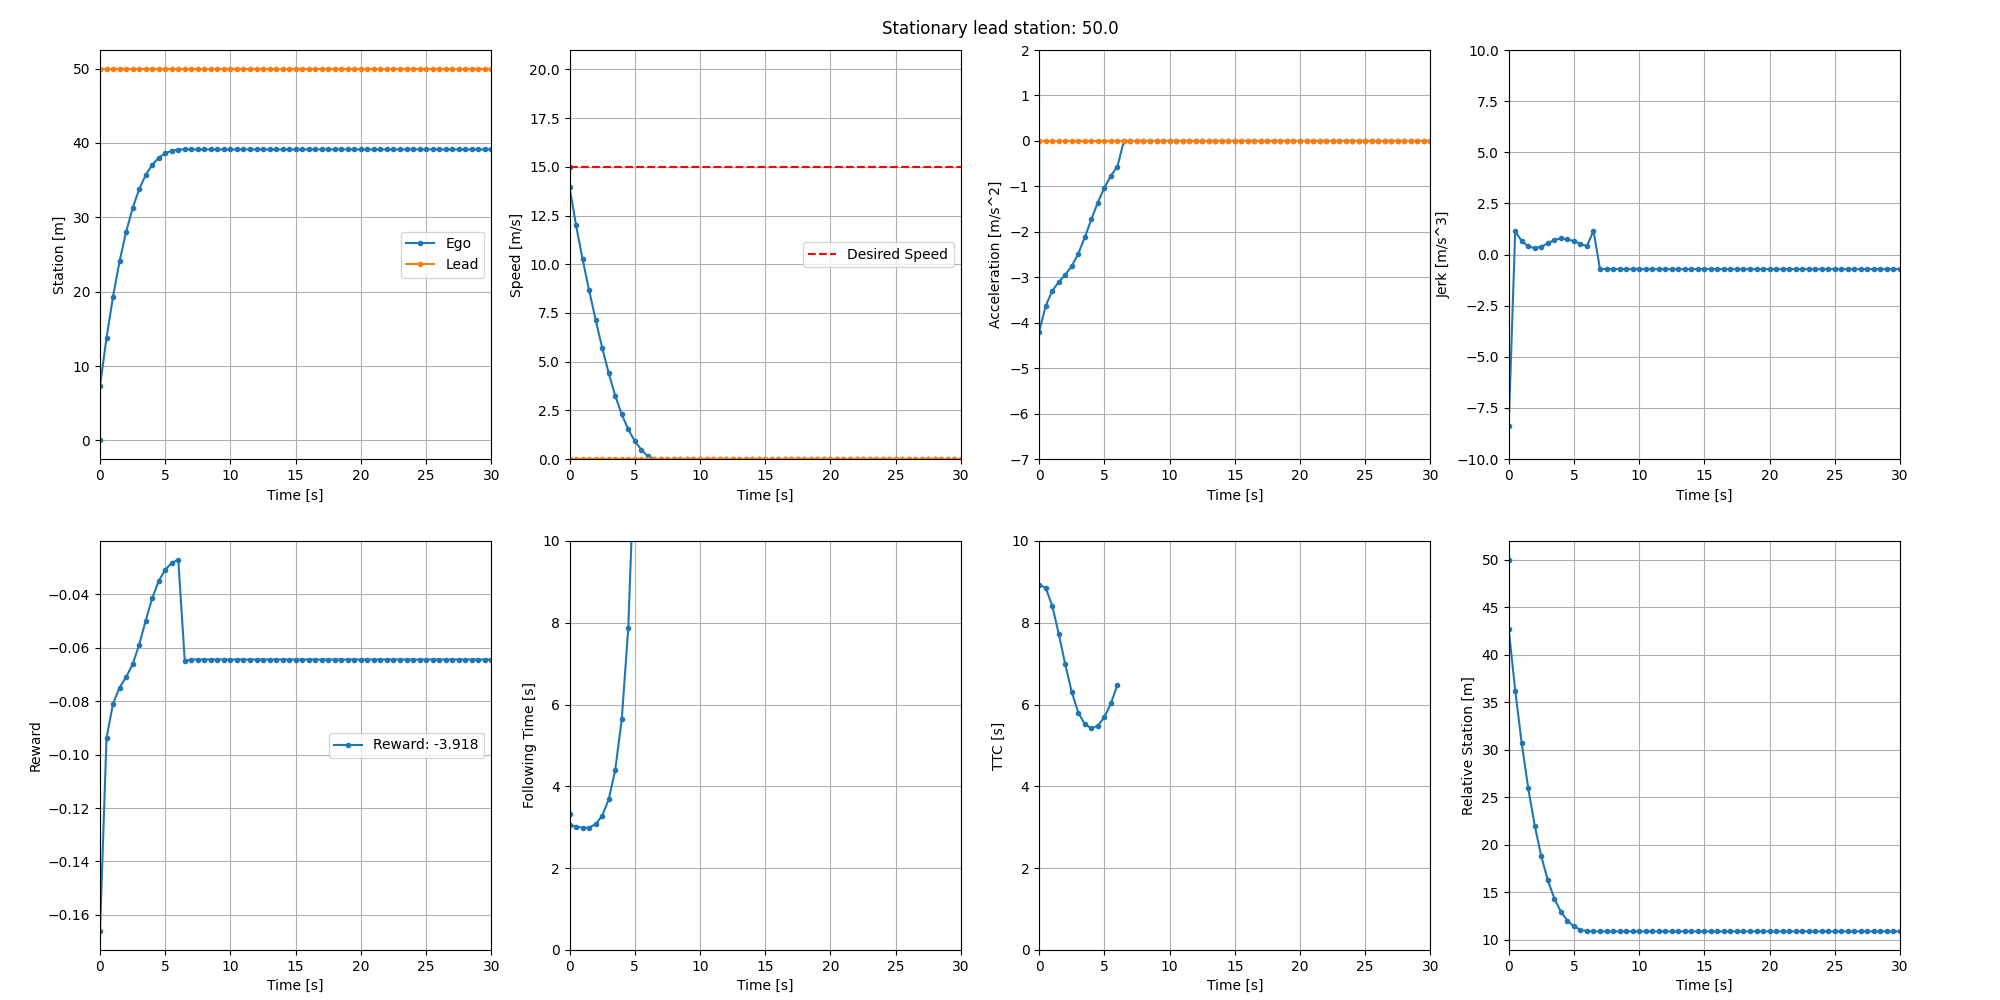 Stationary lead station: 50.0
Station [m]
50
40
30
20
10
0
Ego
Lead
0 5 10 15 20 25 30
Time [s]
Speed [m/s]
20.0
17.5
15.0
12.5
10.0
7.5
5.0
2.5
0.0
Desired Speed
0 5 10 15 20 25 30
Time [s]
Acceleration [m/s^2]
2
1
0
−1
−2
−3
−4
−5
−6
−7
0 5 10 15 20 25 30
Time [s]
Jerk [m/s^3]
10.0
7.5
5.0
2.5
0.0
−2.5
−5.0
−7.5
−10.0
0 5 10 15 20 25 30
Time [s]
Reward
−0.04
−0.06
−0.08
−0.10
−0.12
−0.14
−0.16
Reward: -3.918
0 5 10 15 20 25 30
Time [s]
Following Time [s]
10
8
6
4
2
0
0 5 10 15 20 25 30
Time [s]
TTC [s]
10
8
6
4
2
0
0 5 10 15 20 25 30
Time [s]
Relative Station [m]
50
45
40
35
30
25
20
15
10
0 5 10 15 20 25 30
Time [s]